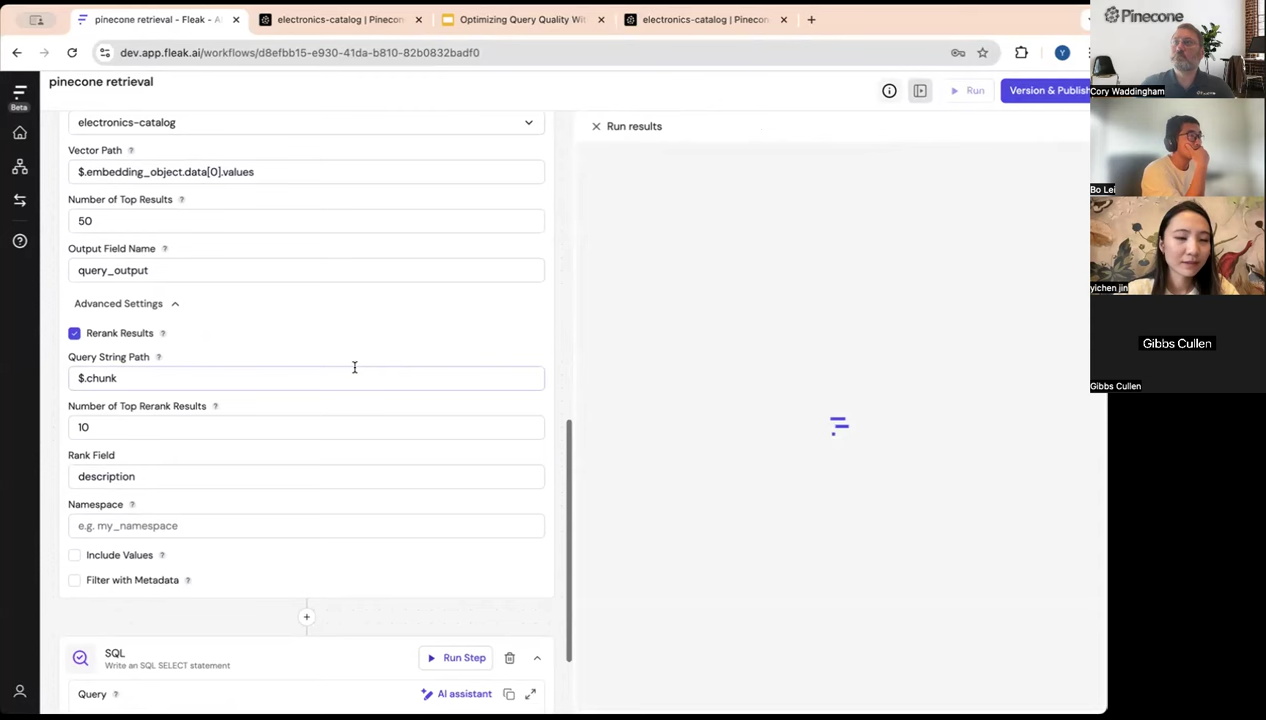 pinecone retrieval - Fleak - A
electronics-catalog | Pinecon
Optimizing Query Quality Wit
electronics-catalog | Pinecon
dev.app.fleak.ai/workflows/d8efbb15-e930-41da-b810-82b0832badf0
Y
Beta
pinecone retrieval
Run
Version & Publish
electronics-catalog
Vector Path ?
$.embedding_object.data[0].values
Number of Top Results ?
50
Output Field Name ?
query_output
Advanced Settings
Rerank Results ?
Query String Path ?
$.chunk
Number of Top Rerank Results ?
10
Rank Field
description
Namespace ?
e.g. my_namespace
Include Values ?
Filter with Metadata ?
SQL
Write an SQL SELECT statement
Run Step
Query ?
AI assistant
Run results
Pinecone
Cory Waddingham
Bo Lei
yichen jin
Gibbs Cullen
Gibbs Cullen